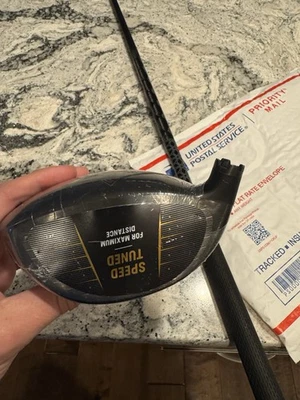 SPEED
TUNED
FOR MAXIMUM
DISTANCE
UNITED STATES
POSTAL SERVICE®
PRIORITY
MAIL
FLAT RATE ENVELOPE
TRACKED